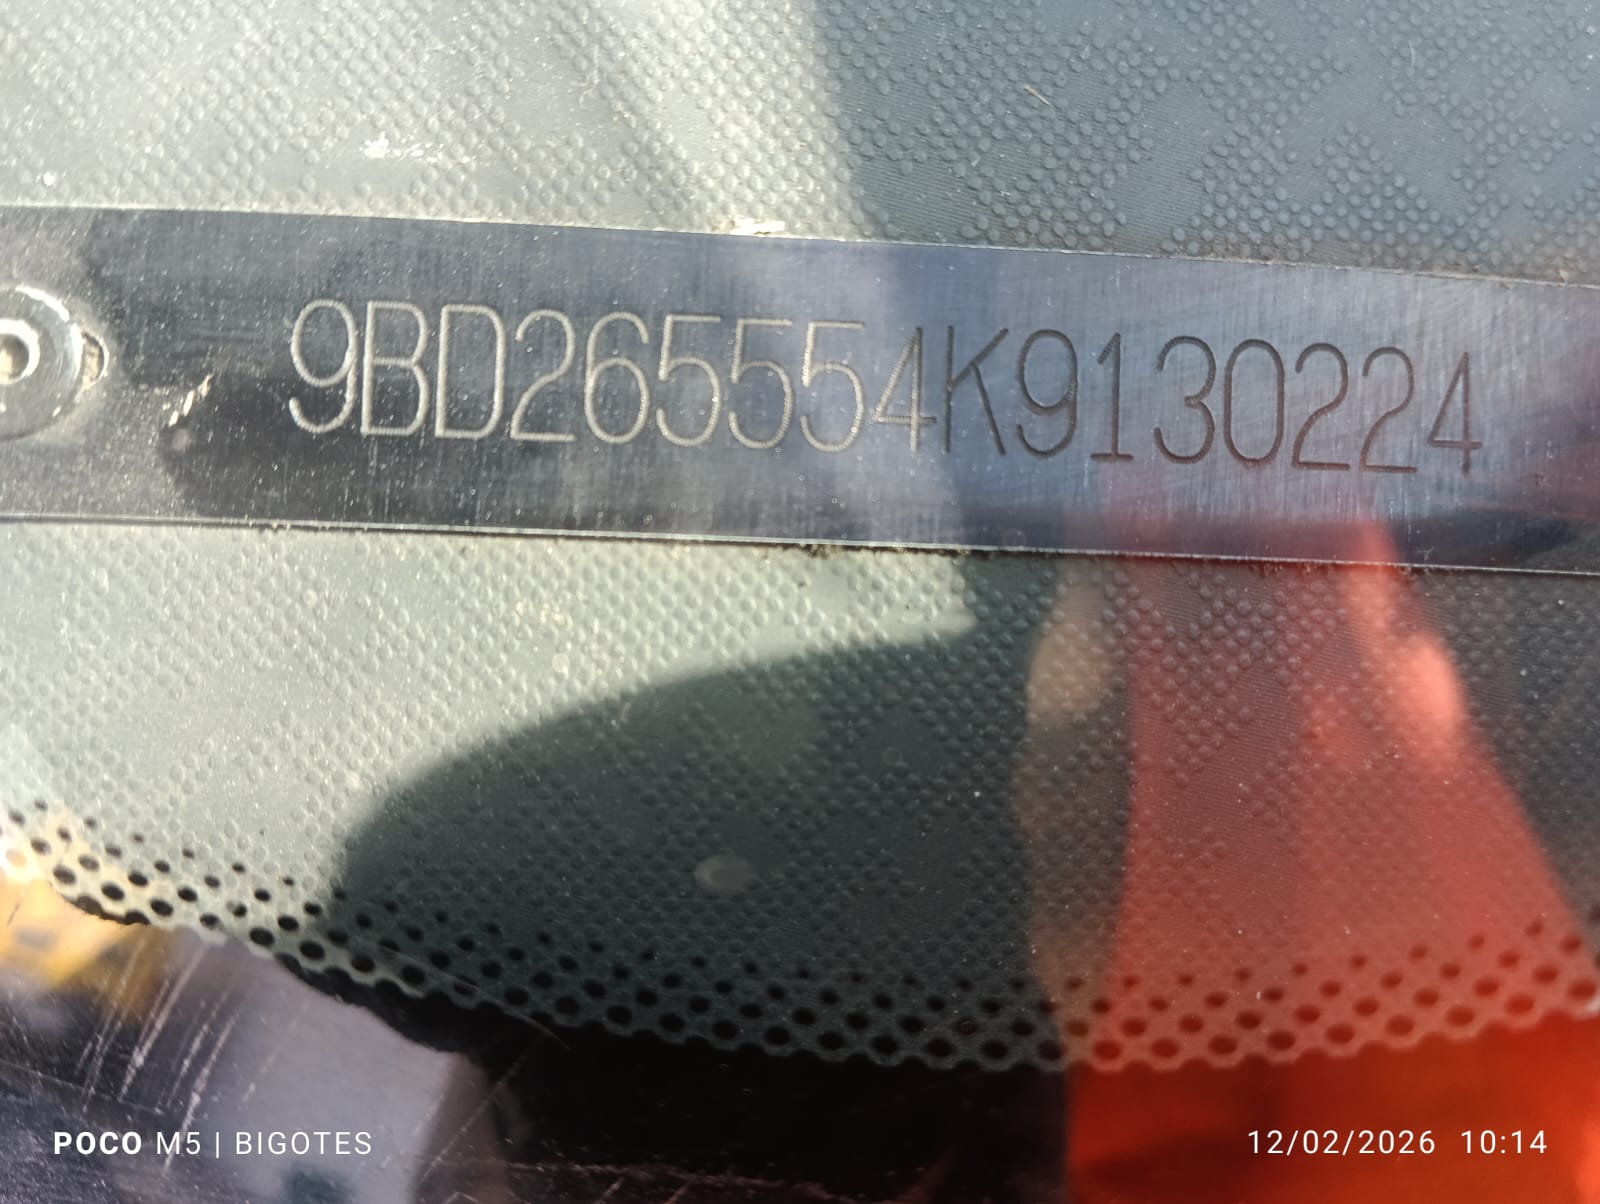 9BD265554K9130224
POCO M5 | BIGOTES
12/02/2026 10:14